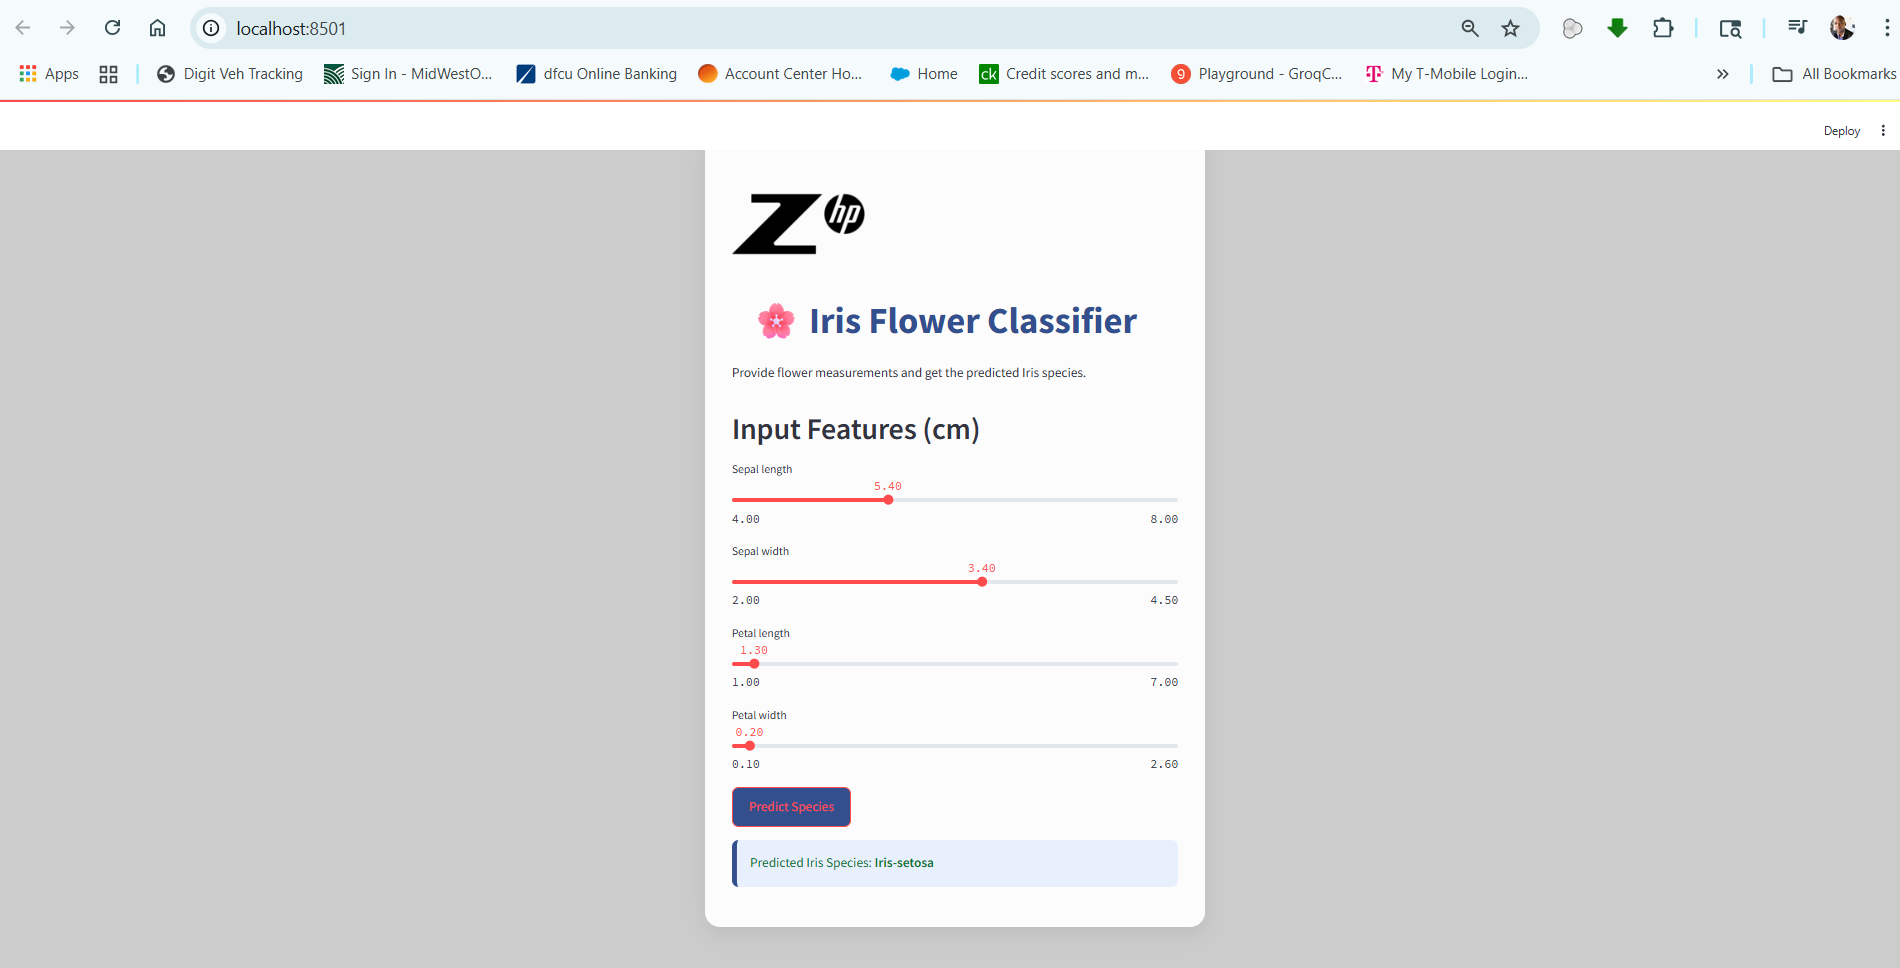 localhost:8501
Apps
Digit Veh Tracking
Sign In - MidWestO...
dfcu Online Banking
Account Center Ho...
Home
ck
Credit scores and m...
9
Playground - GroqC...
T
My T-Mobile Login...
»
All Bookmarks
Deploy
Z hp
Iris Flower Classifier
Provide flower measurements and get the predicted Iris species.
Input Features (cm)
Sepal length
5.40
4.00 8.00
Sepal width
3.40
2.00 4.50
Petal length
1.30
1.00 7.00
Petal width
0.20
0.10 2.60
Predict Species
Predicted Iris Species: Iris-setosa